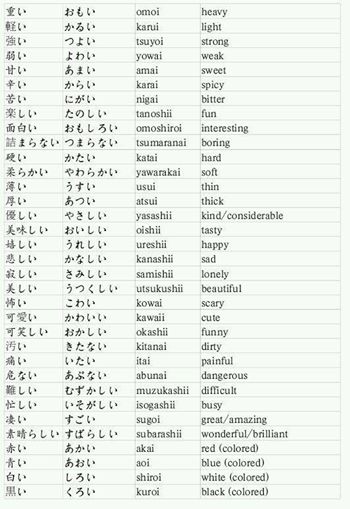 重い おもい omoi heavy
軽い かるい karui light
強い つよい tsuyoi strong
弱い よわい yowai weak
甘い あまい amai sweet
辛い からい karai spicy
苦い にがい nigai bitter
楽しい たのしい tanoshii fun
面白い おもしろい omoshiroi interesting
詰まらない つまらない tsumaranai boring
硬い かたい katai hard
柔らかい やわらかい yawarakai soft
薄い うすい usui thin
厚い あつい atsui thick
優しい やさしい yasashii kind/considerable
美味しい おいしい oishii tasty
嬉しい うれしい ureshii happy
悲しい かなしい kanashii sad
寂しい さみしい samishii lonely
美しい うつくしい utsukushii beautiful
怖い こわい kowai scary
可愛い かわいい kawaii cute
可笑しい おかしい okashii funny
汚い きたない kitanai dirty
痛い いたい itai painful
危ない あぶない abunai dangerous
難しい むずかしい muzukashii difficult
忙しい いそがしい isogashii busy
凄い すごい sugoi great/amazing
素晴らしい すばらしい subarashii wonderful/brilliant
赤い あかい akai red (colored)
青い あおい aoi blue (colored)
白い しろい shiroi white (colored)
黒い くろい kuroi black (colored)